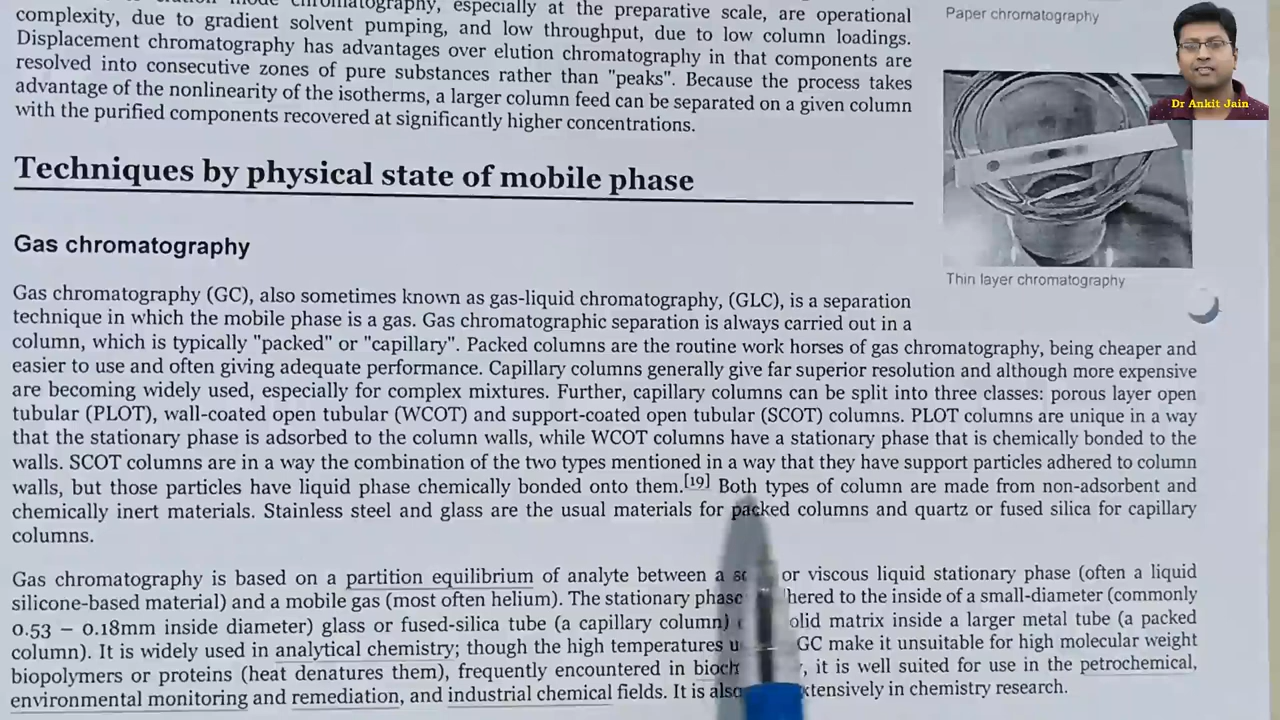 chromatography, especially at the preparative scale, are operational
complexity, due to gradient solvent pumping, and low throughput, due to low column loadings.
Displacement chromatography has advantages over elution chromatography in that components are
resolved into consecutive zones of pure substances rather than "peaks". Because the process takes
advantage of the nonlinearity of the isotherms, a larger column feed can be separated on a given column
with the purified components recovered at significantly higher concentrations.
Paper chromatography
Dr Ankit Jain
Thin layer chromatography
Techniques by physical state of mobile phase
Gas chromatography
Gas chromatography (GC), also sometimes known as gas-liquid chromatography, (GLC), is a separation
technique in which the mobile phase is a gas. Gas chromatographic separation is always carried out in a
column, which is typically "packed" or "capillary". Packed columns are the routine work horses of gas chromatography, being cheaper and
easier to use and often giving adequate performance. Capillary columns generally give far superior resolution and although more expensive
are becoming widely used, especially for complex mixtures. Further, capillary columns can be split into three classes: porous layer open
tubular (PLOT), wall-coated open tubular (WCOT) and support-coated open tubular (SCOT) columns. PLOT columns are unique in a way
that the stationary phase is adsorbed to the column walls, while WCOT columns have a stationary phase that is chemically bonded to the
walls. SCOT columns are in a way the combination of the two types mentioned in a way that they have support particles adhered to column
walls, but those particles have liquid phase chemically bonded onto them.[19] Both types of column are made from non-adsorbent and
chemically inert materials. Stainless steel and glass are the usual materials for packed columns and quartz or fused silica for capillary
columns.
Gas chromatography is based on a partition equilibrium of analyte between a or viscous liquid stationary phase (often a liquid
silicone-based material) and a mobile gas (most often helium). The stationary phase to the inside of a small-diameter (commonly
0.53 – 0.18mm inside diameter) glass or fused-silica tube (a capillary column) matrix inside a larger metal tube (a packed
column). It is widely used in analytical chemistry; though the high temperatures GC make it unsuitable for high molecular weight
biopolymers or proteins (heat denatures them), frequently encountered in , it is well suited for use in the petrochemical,
environmental monitoring and remediation, and industrial chemical fields. It is also extensively in chemistry research.